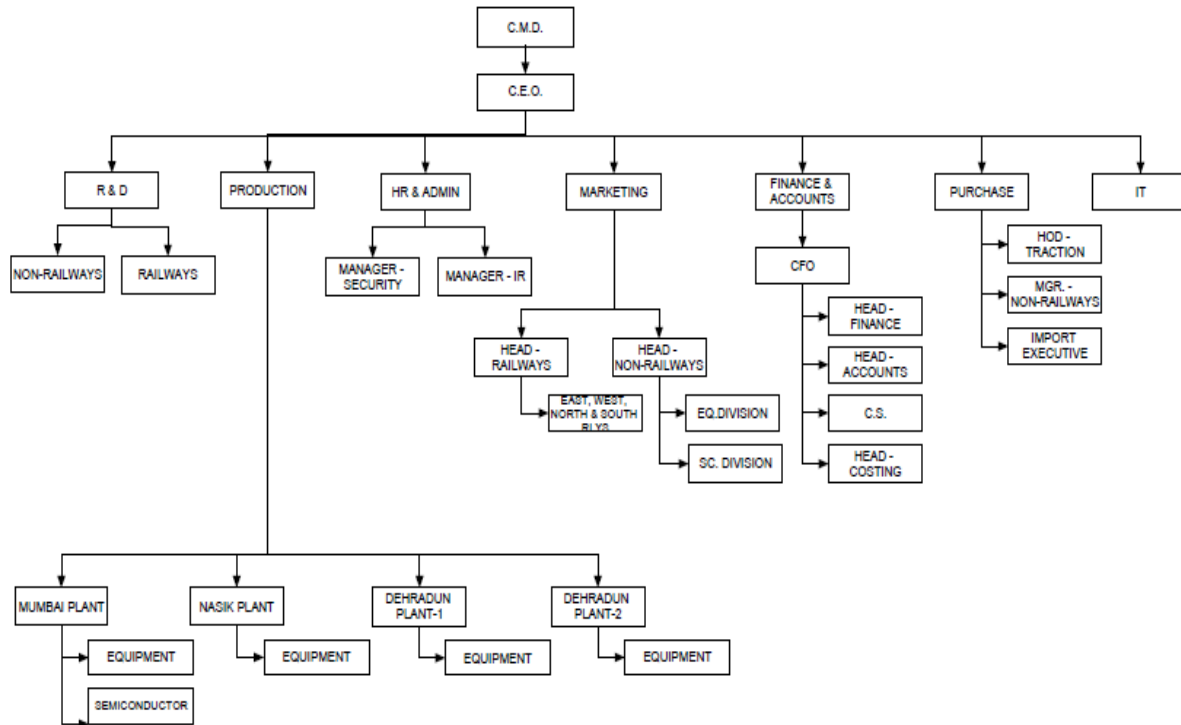 C.M.D.
C.E.O.
R & D
PRODUCTION
HR & ADMIN
MARKETING
FINANCE &
ACCOUNTS
PURCHASE
IT
NON-RAILWAYS
RAILWAYS
MANAGER -
SECURITY
MANAGER - IR
CFO
HOD -
TRACTION
MGR. -
NON-RAILWAYS
IMPORT
EXECUTIVE
HEAD -
RAILWAYS
HEAD -
NON-RAILWAYS
HEAD -
FINANCE
HEAD -
ACCOUNTS
C.S.
HEAD -
COSTING
EAST, WEST,
NORTH & SOUTH
RLYS.
EQ.DIVISION
SC. DIVISION
MUMBAI PLANT
NASIK PLANT
DEHRADUN
PLANT-1
DEHRADUN
PLANT-2
EQUIPMENT
EQUIPMENT
EQUIPMENT
EQUIPMENT
SEMICONDUCTOR